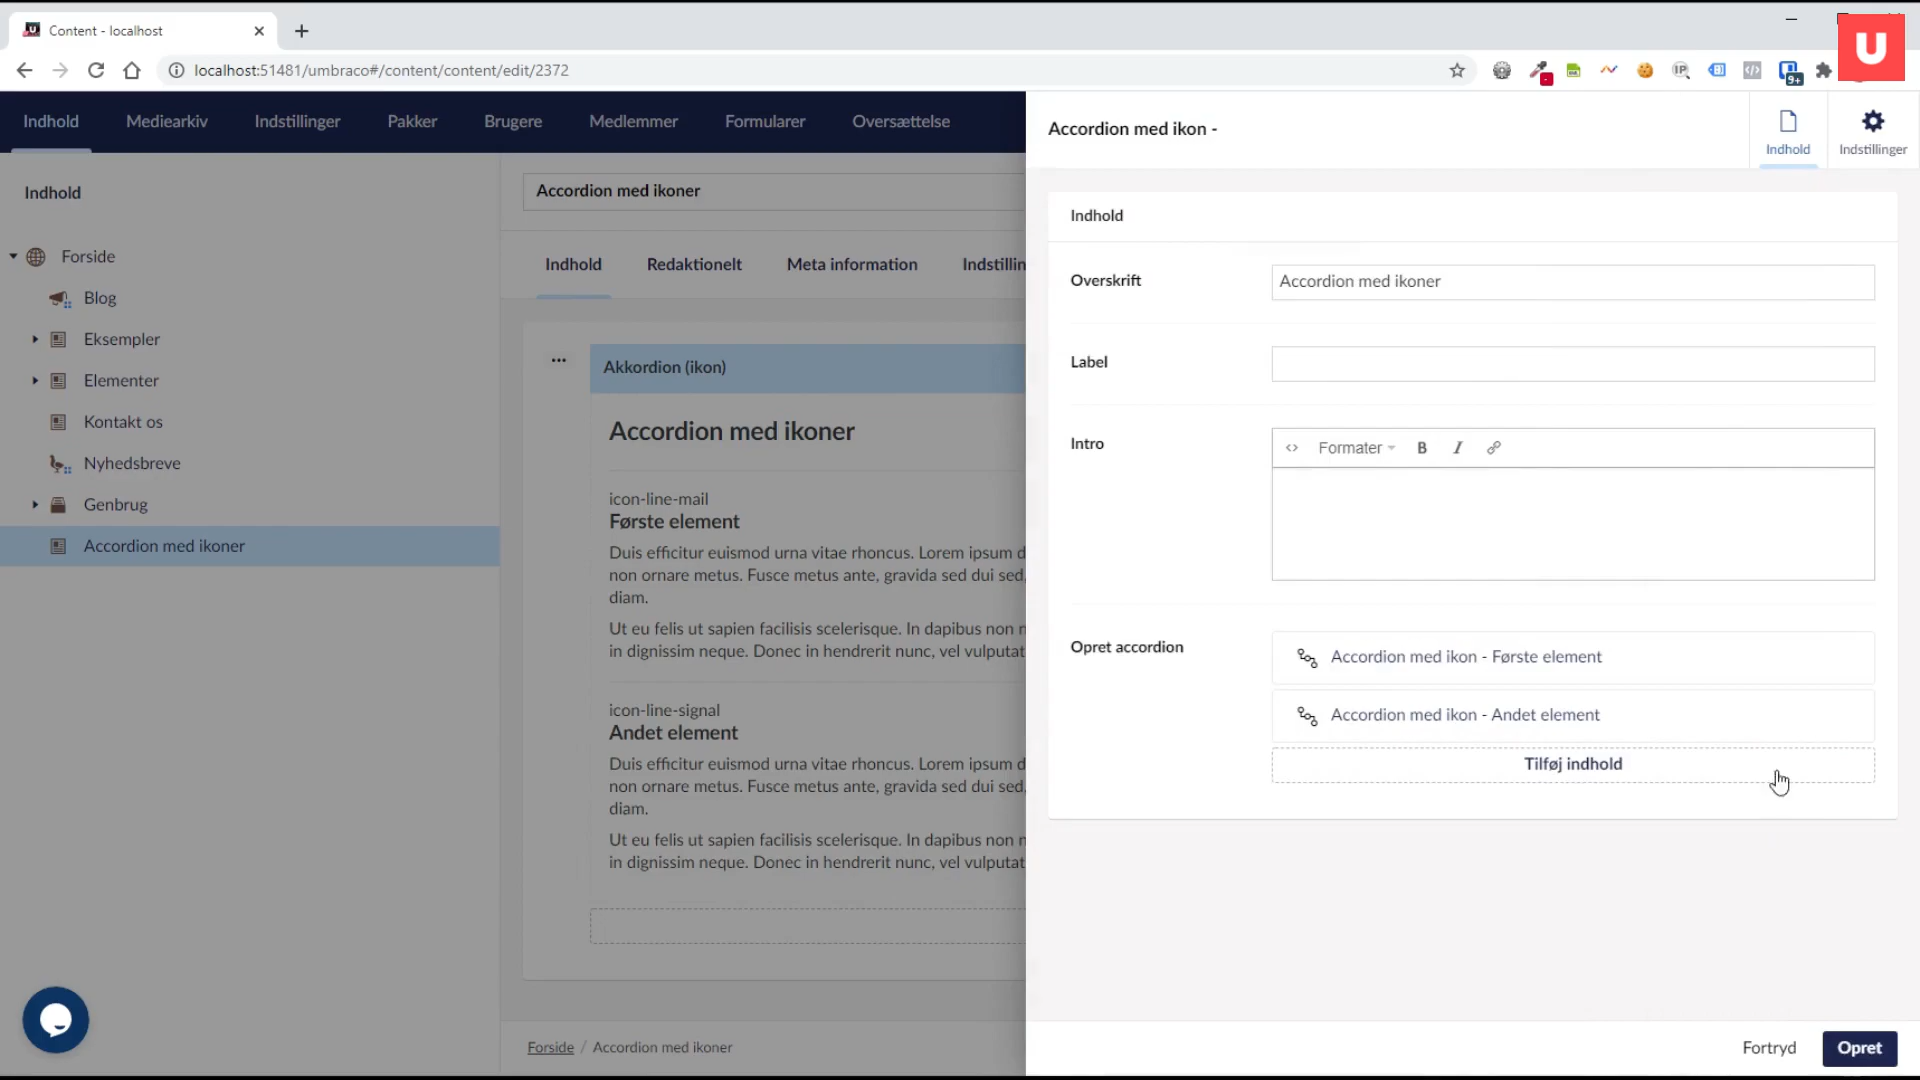 Content - localhost
localhost:51481/umbraco#/content/content/edit/2372
IP
9+
U
Indhold
Mediearkiv
Indstillinger
Pakker
Brugere
Medlemmer
Formularer
Oversættelse
Accordion med ikon -
Indhold
Indstillinger
Indhold
Forside
Blog
Eksempler
Elementer
Kontakt os
Nyhedsbreve
Genbrug
Accordion med ikoner
Accordion med ikoner
Indhold
Redaktionelt
Meta information
Indstillin
Akkordion (ikon)
Accordion med ikoner
icon-line-mail
Første element
Duis efficitur euismod urna vitae rhoncus. Lorem ipsum d
non ornare metus. Fusce metus ante, gravida sed dui sed,
diam.
Ut eu felis ut sapien facilisis scelerisque. In dapibus non n
in dignissim neque. Donec in hendrerit nunc, vel vulputat
icon-line-signal
Andet element
Duis efficitur euismod urna vitae rhoncus. Lorem ipsum d
non ornare metus. Fusce metus ante, gravida sed dui sed,
diam.
Ut eu felis ut sapien facilisis scelerisque. In dapibus non n
in dignissim neque. Donec in hendrerit nunc, vel vulputat
Forside / Accordion med ikoner
Indhold
Overskrift
Accordion med ikoner
Label
Intro
Formater
B
I
Opret accordion
Accordion med ikon - Første element
Accordion med ikon - Andet element
Tilføj indhold
Fortryd
Opret